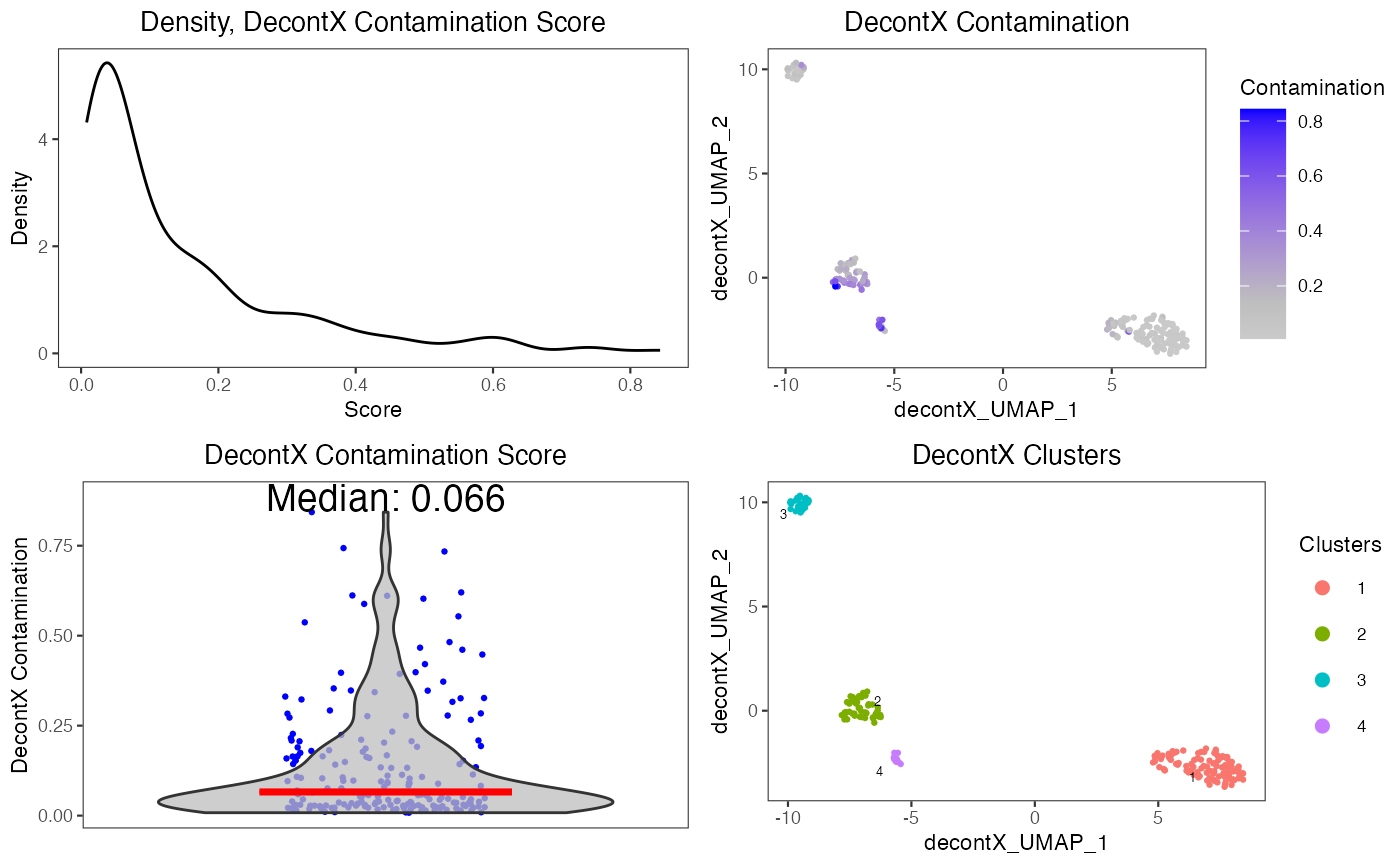 Density, DecontX Contamination Score
Density
4
2
0
0.0 0.2 0.4 0.6 0.8
Score
DecontX Contamination
decontX_UMAP_2
10
5
0
-10 -5 0 5
decontX_UMAP_1
Contamination
0.8
0.6
0.4
0.2
DecontX Contamination Score
Median: 0.066
DecontX Contamination
0.75
0.50
0.25
0.00
DecontX Clusters
decontX_UMAP_2
10
5
0
3
2
4
1
-10 -5 0 5
decontX_UMAP_1
Clusters
1
2
3
4